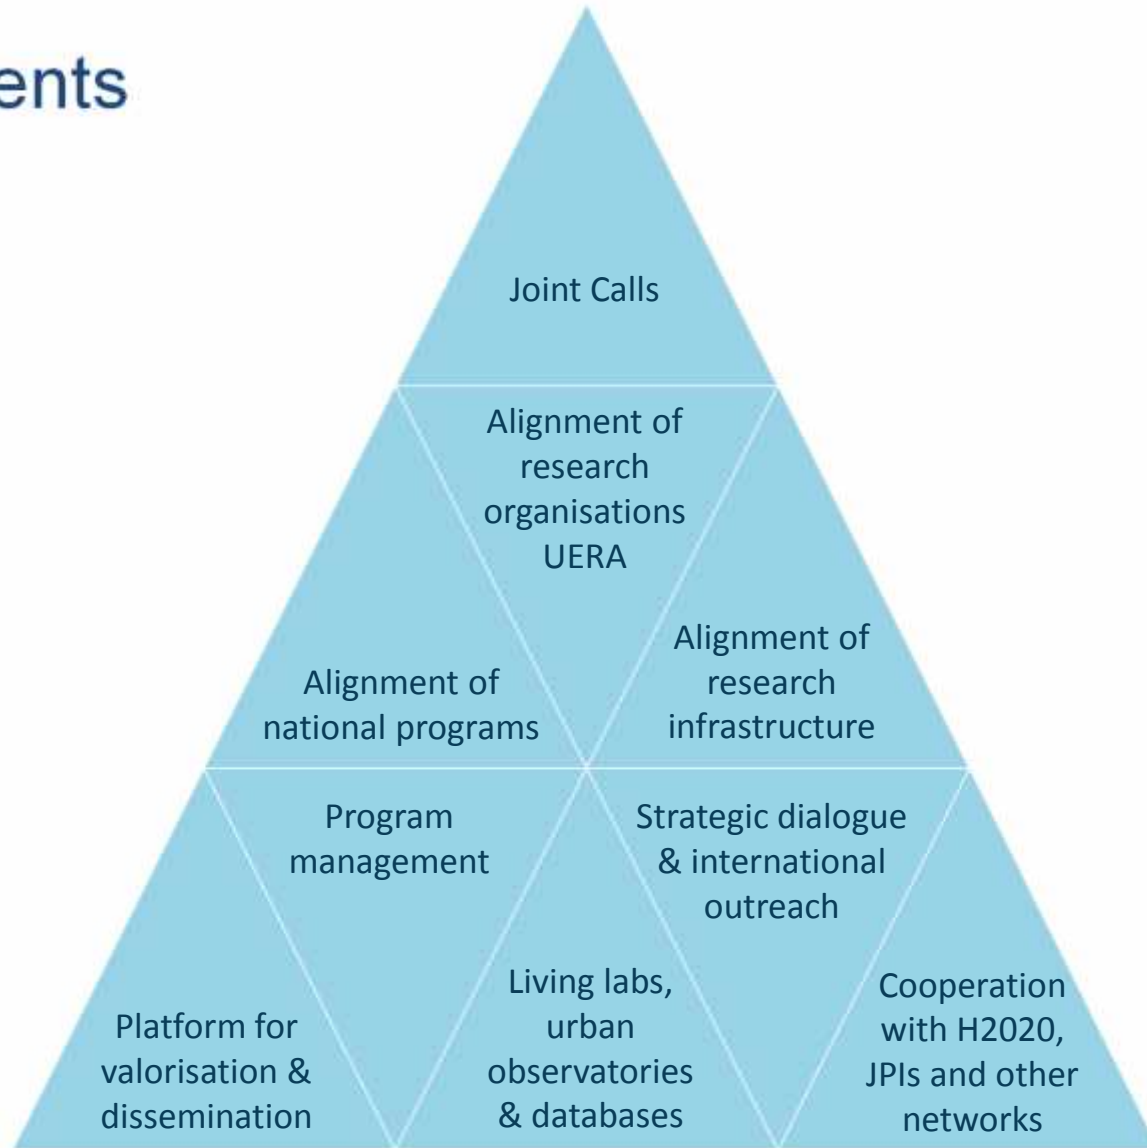 ents
Joint Calls
Alignment of
research
organisations
UERA
Alignment of
national programs
Alignment of
research
infrastructure
Program
management
Strategic dialogue
& international
outreach
Platform for
valorisation &
dissemination
Living labs,
urban
observatories
& databases
Cooperation
with H2020,
JPIs and other
networks